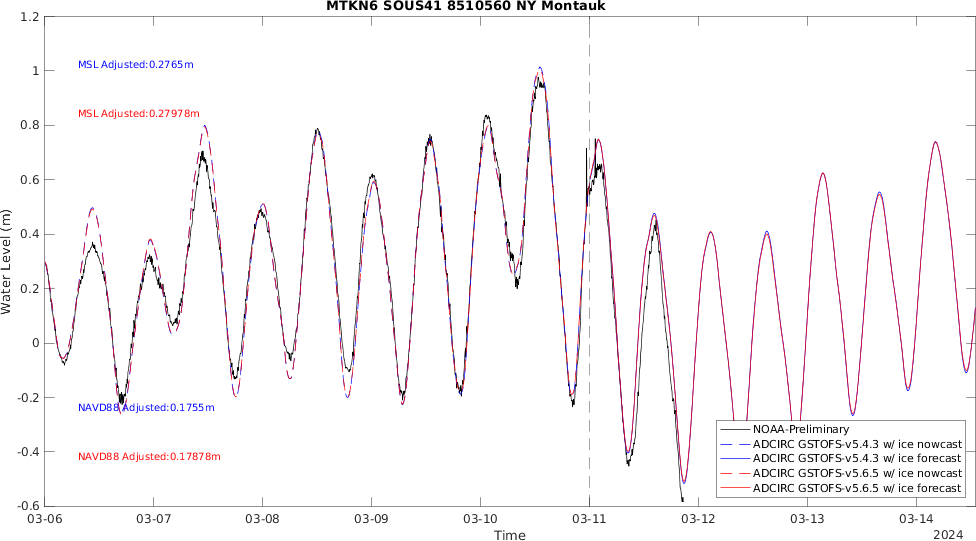 MTKN6 SOUS41 8510560 NY Montauk
1.2
1
0.8
0.6
0.4
0.2
0
-0.2
-0.4
-0.6
Water Level (m)
MSL Adjusted:0.2765m
MSL Adjusted:0.27978m
NAVD88 Adjusted:0.1755m
NAVD88 Adjusted:0.17878m
NOAA-Preliminary
ADCIRC GSTOFS-v5.4.3 w/ ice nowcast
ADCIRC GSTOFS-v5.4.3 w/ ice forecast
ADCIRC GSTOFS-v5.6.5 w/ ice nowcast
ADCIRC GSTOFS-v5.6.5 w/ ice forecast
03-06 03-07 03-08 03-09 03-10 03-11 03-12 03-13 03-14
Time
2024